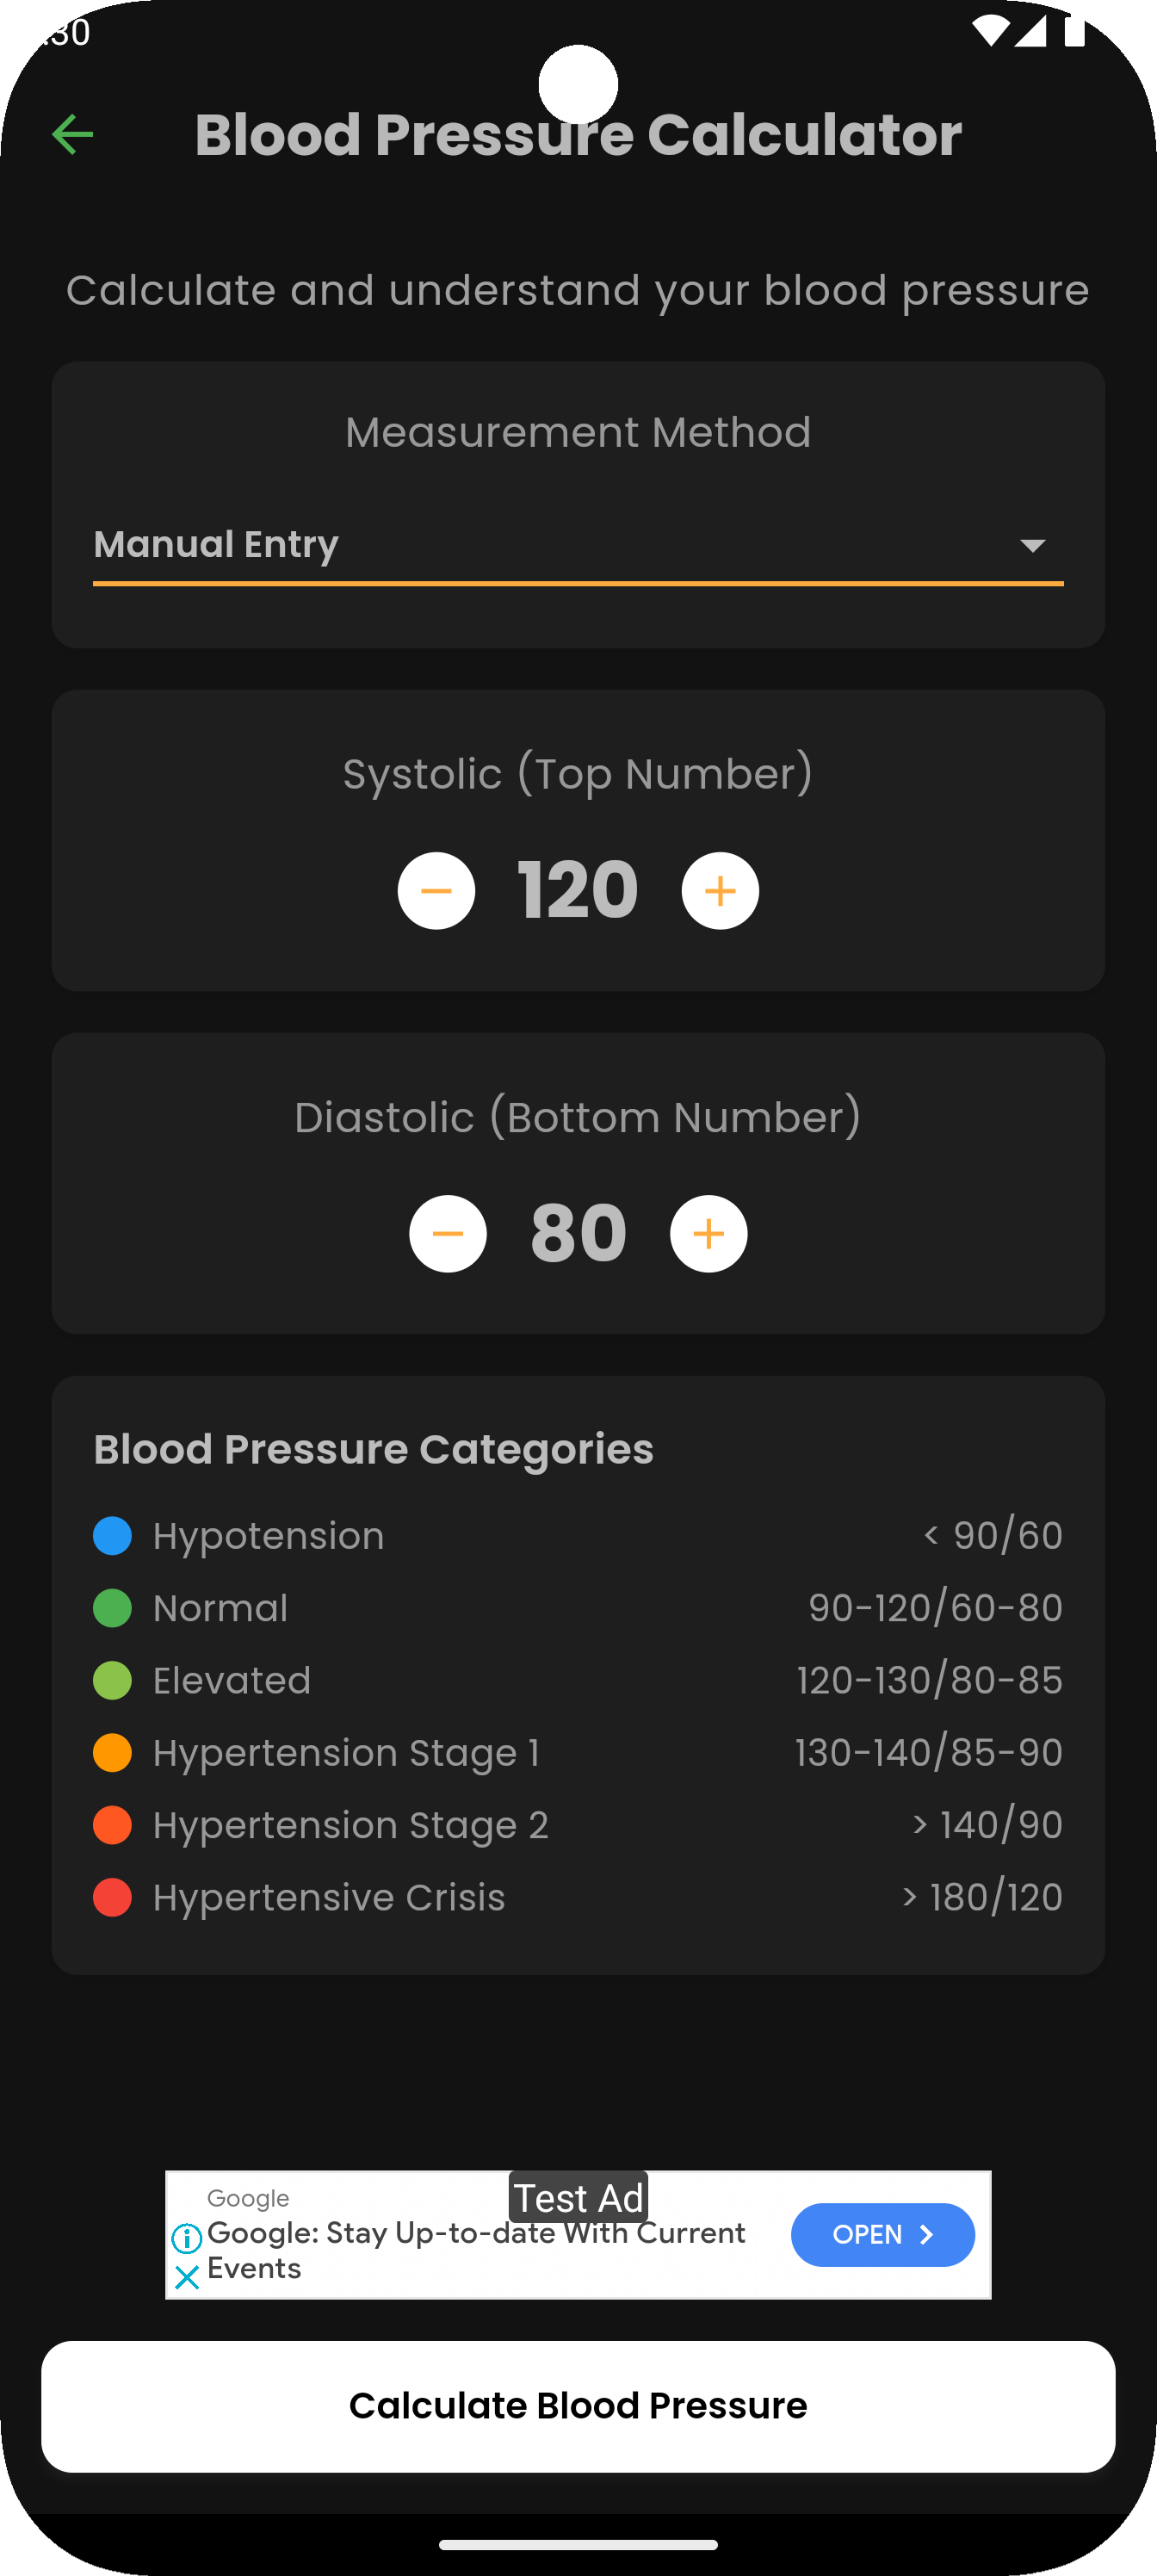 :30
Blood Pressure Calculator
Calculate and understand your blood pressure
Measurement Method
Manual Entry
Systolic (Top Number)
120
Diastolic (Bottom Number)
80
Blood Pressure Categories
Hypotension < 90/60
Normal 90-120/60-80
Elevated 120-130/80-85
Hypertension Stage 1 130-140/85-90
Hypertension Stage 2 > 140/90
Hypertensive Crisis > 180/120
Test Ad
Google
Google: Stay Up-to-date With Current
Events
OPEN
Calculate Blood Pressure